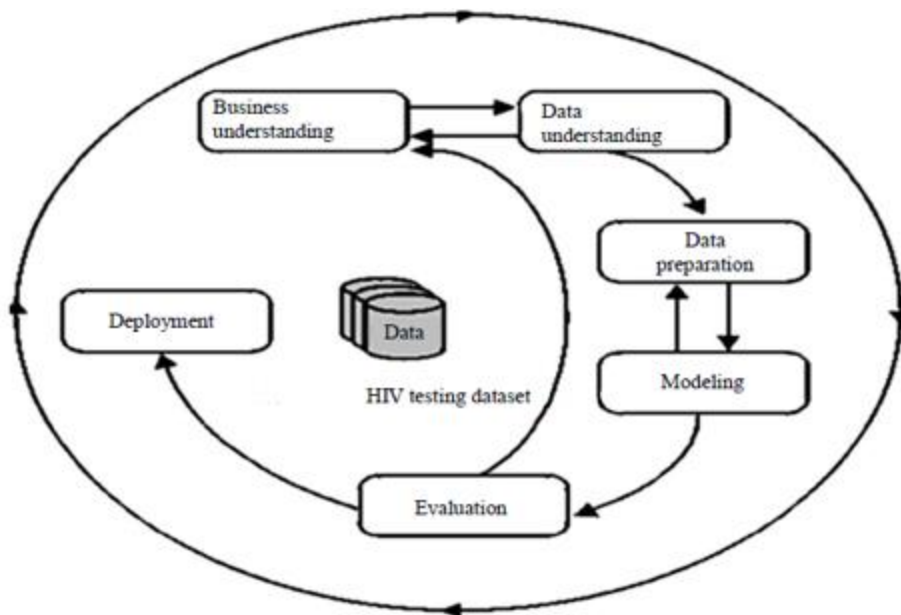 Business
understanding
Data
understanding
Data
preparation
Deployment
Data
Modeling
HIV testing dataset
Evaluation